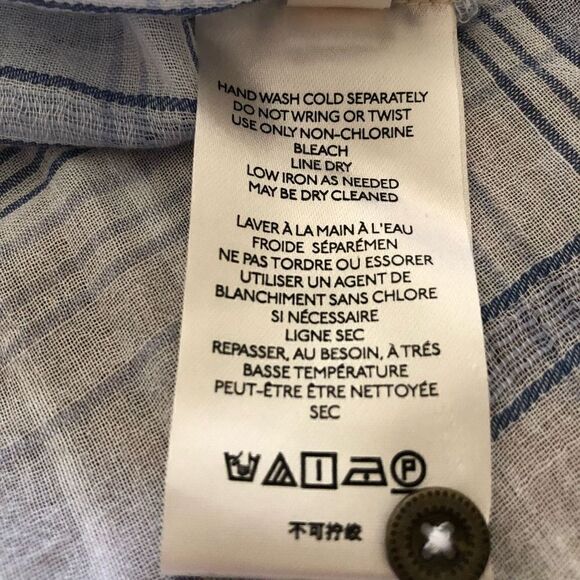 HAND WASH COLD SEPARATELY
DO NOT WRING OR TWIST
USE ONLY NON-CHLORINE
BLEACH
LINE DRY
LOW IRON AS NEEDED
MAY BE DRY CLEANED
LAVER À LA MAIN À L'EAU
FROIDE SÉPARÉMEN
NE PAS TORDRE OU ESSORER
UTILISER UN AGENT DE
BLANCHIMENT SANS CHLORE
SI NÉCESSAIRE
LIGNE SEC
REPASSER, AU BESOIN, À TRÉS
BASSE TEMPÉRATURE
PEUT-ÊTRE ÊTRE NETTOYÉE
SEC
P
不可拧绞